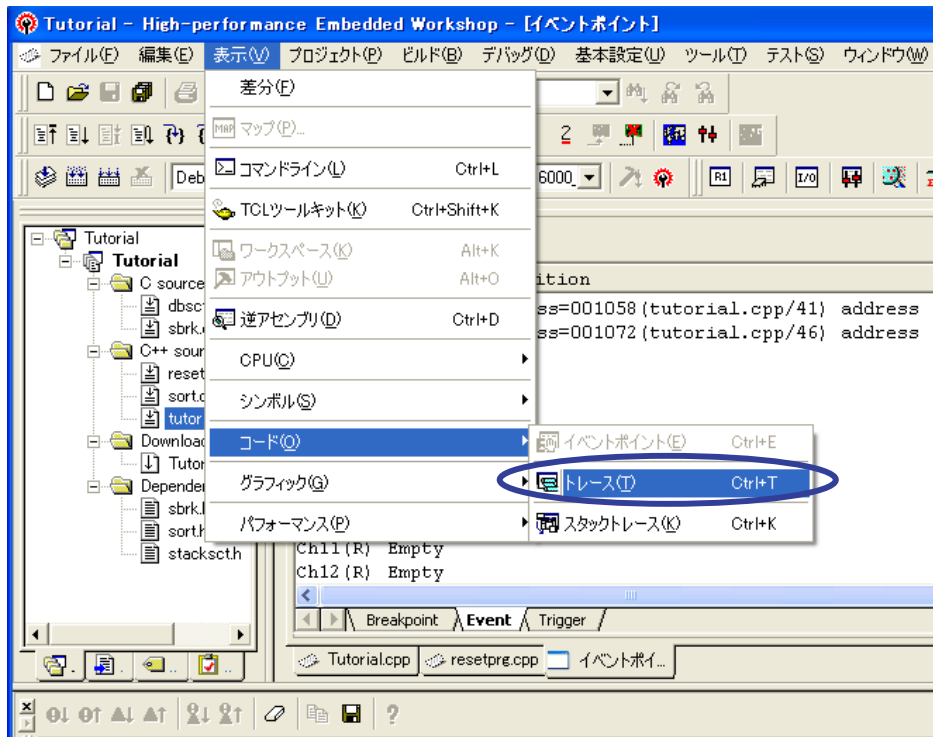 Tutorial - High-performance Embedded Workshop - [イベントポイント]
ファイル(F) 編集(E) 表示(V) プロジェクト(P) ビルド(B) デバッグ(D) 基本設定(U) ツール(T) テスト(S) ウィンドウ(W)
差分(F)
MAP マップ(P)...
コマンドライン(L) Ctrl+L
TCLツールキット(K) Ctrl+Shift+K
ワークスペース(K) Alt+K
アウトプット(U) Alt+O
逆アセンブリ(D) Ctrl+D
CPU(C)
シンボル(S)
コード(O)
グラフィック(G)
パフォーマンス(P)
イベントポイント(E) Ctrl+E
トレース(T) Ctrl+T
スタックトレース(K) Ctrl+K
2
Deb
6000_
R1
I/O
Tutorial
Tutorial
C source
dbsc
sbrk.
C++ sour
reset
sort.c
tutor
Download
Tutor
Depender
sbrk.l
sort.h
stacksct.h
ition
ss=001058(tutorial.cpp/41) address
ss=001072(tutorial.cpp/46) address
Ch11(R) Empty
Ch12(R) Empty
Breakpoint Event Trigger
Tutorial.cpp resetprg.cpp イベントポイ...